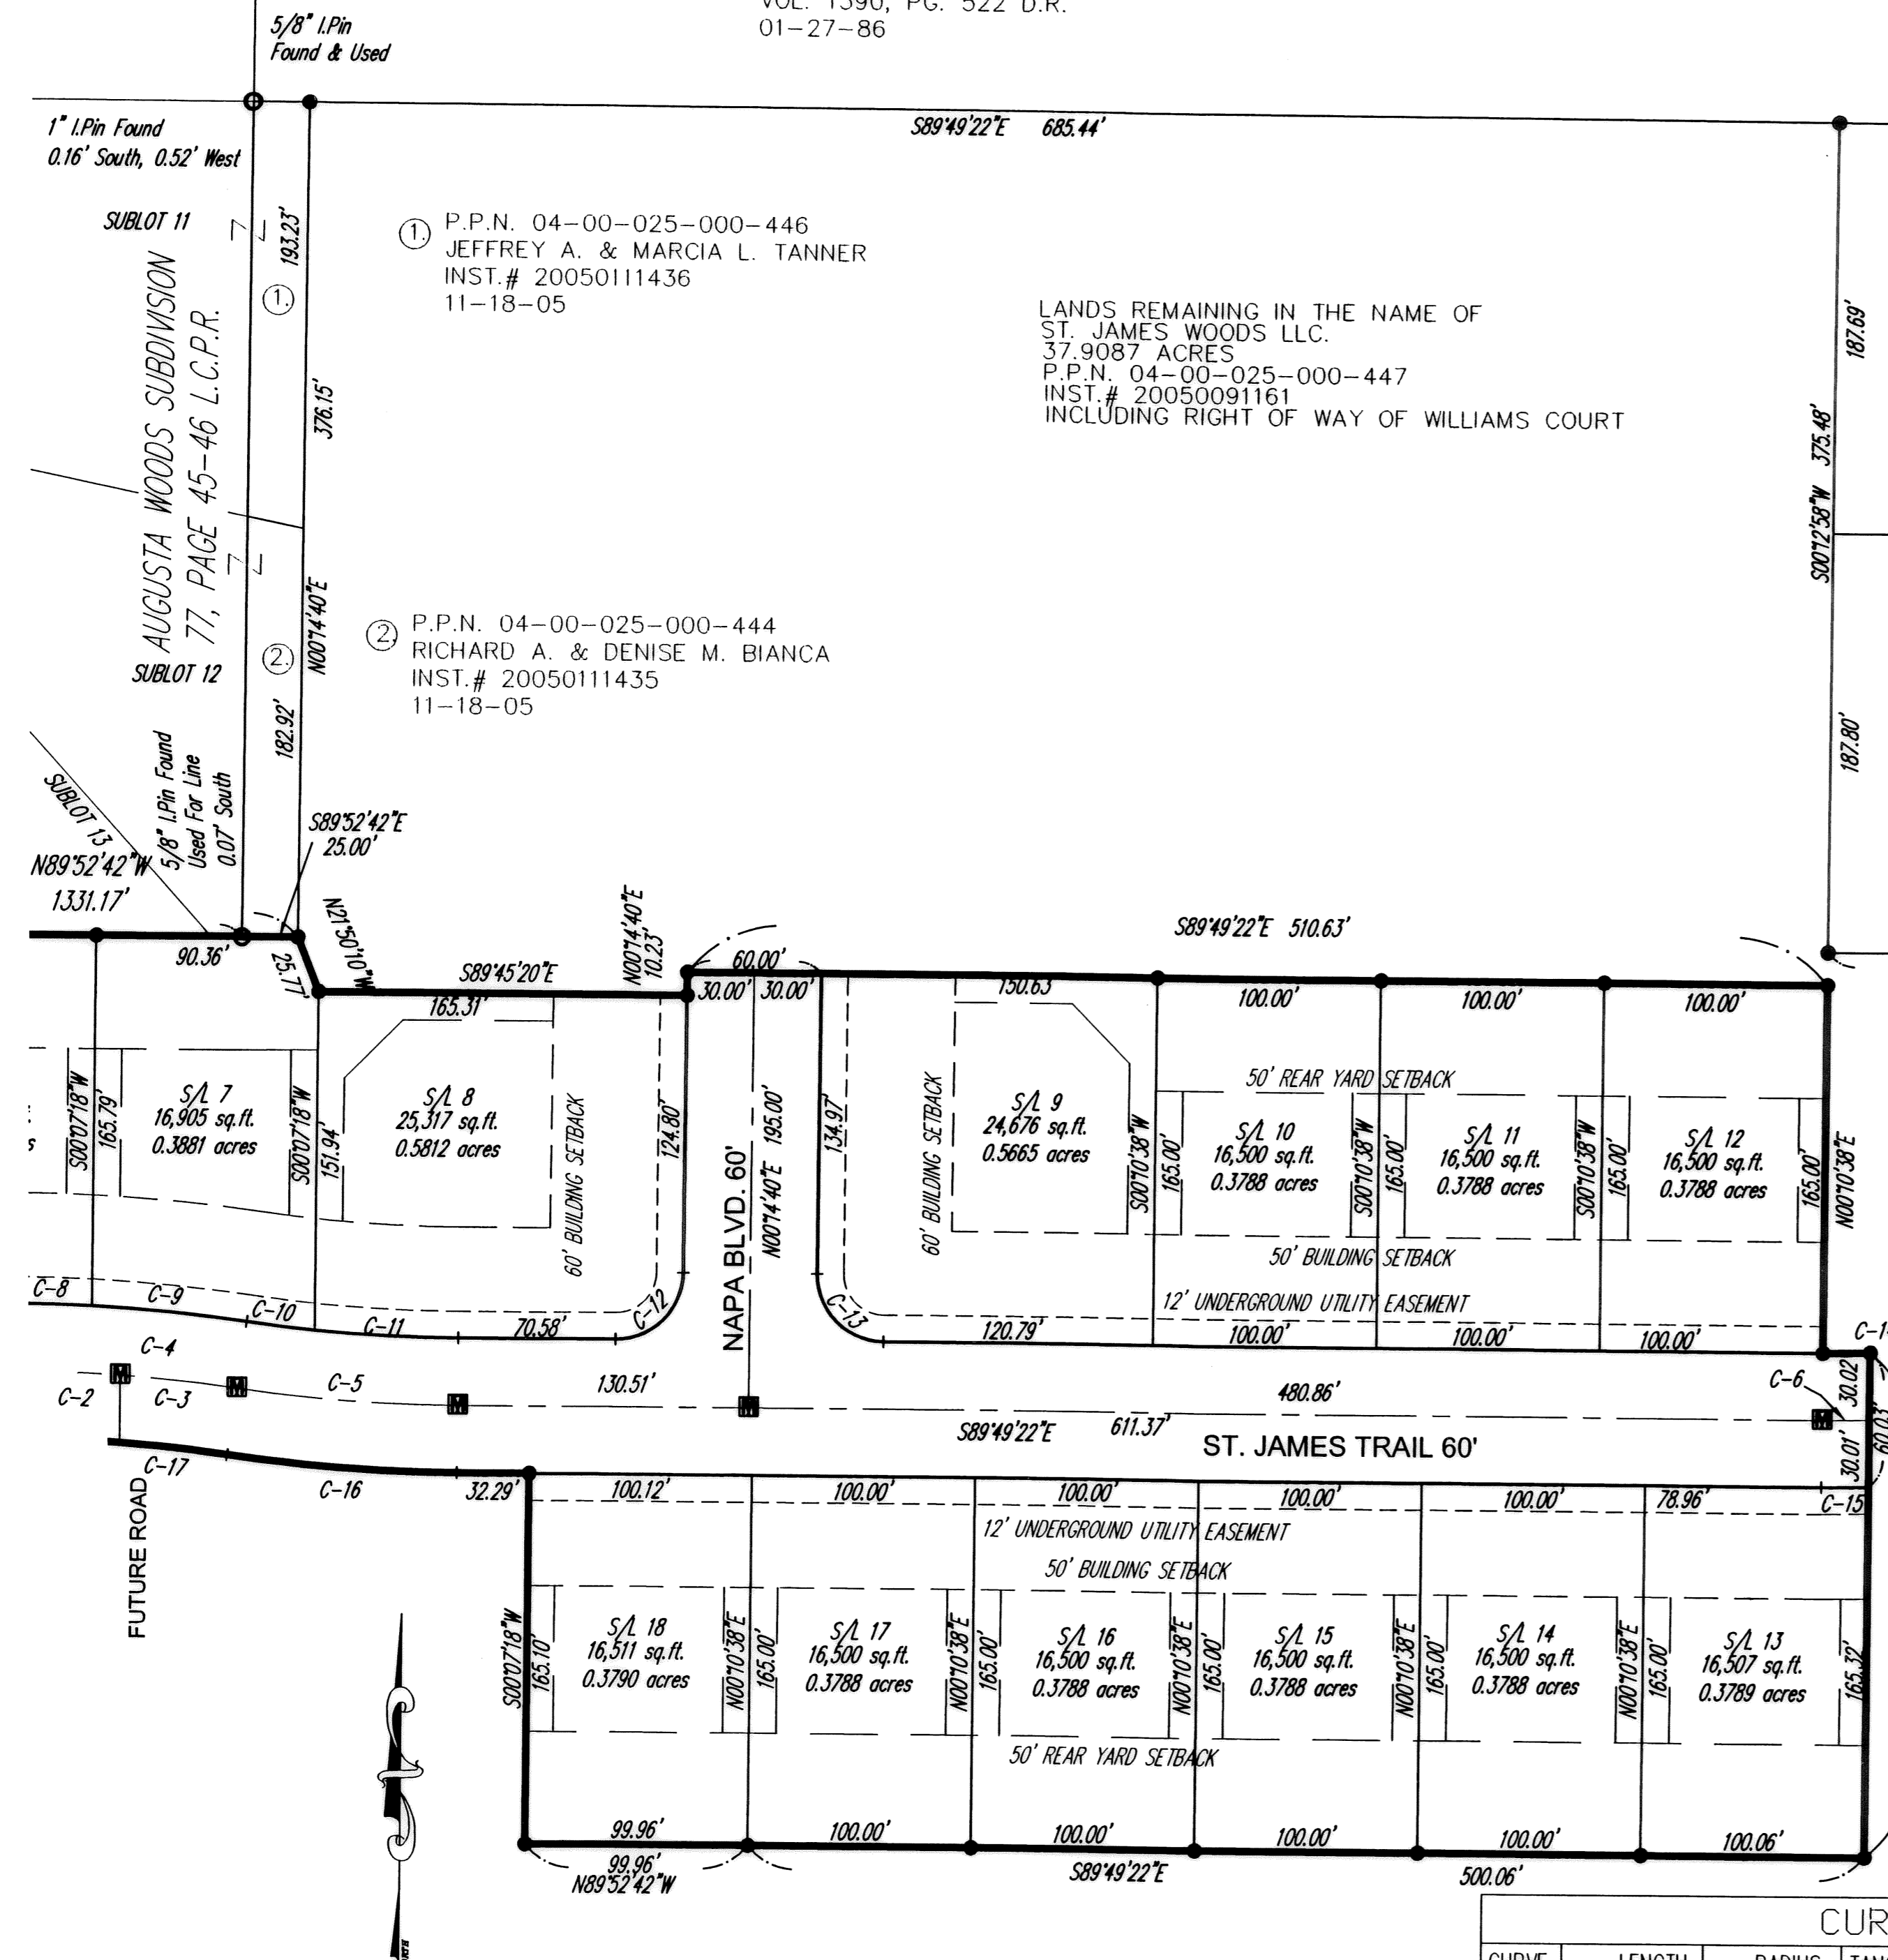 VOL. 1390, PG. 522 D.R.
01-27-86
5/8" I.Pin
Found & Used
1" I.Pin Found
0.16' South, 0.52' West
S89°49'22"E 685.44'
SUBLOT 11
193.23'
1.
376.15'
AUGUSTA WOODS SUBDIVISION
77, PAGE 45-46 L.C.P.R.
1. P.P.N. 04-00-025-000-446
JEFFREY A. & MARCIA L. TANNER
INST.# 20050111436
11-18-05
LANDS REMAINING IN THE NAME OF
ST. JAMES WOODS LLC.
37.9087 ACRES
P.P.N. 04-00-025-000-447
INST.# 20050091161
INCLUDING RIGHT OF WAY OF WILLIAMS COURT
187.69'
S00°12'58"W 375.48'
187.80'
N00°14'40"E
2.
SUBLOT 12
182.92'
2. P.P.N. 04-00-025-000-444
RICHARD A. & DENISE M. BIANCA
INST.# 20050111435
11-18-05
SUBLOT 13
5/8" I.Pin Found
Used For Line
0.07' South
S89°52'42"E
25.00'
N89°52'42"W
1331.17'
90.36'
N21°50'10"W
25.77'
S89°45'20"E
165.31'
N00°14'40"E
10.23'
60.00'
30.00' 30.00'
S89°49'22"E 510.63'
150.63
100.00'
100.00'
100.00'
S00°07'18"W
165.79'
S/L 7
16,905 sq.ft.
0.3881 acres
S00°07'18"W
151.94'
S/L 8
25,317 sq.ft.
0.5812 acres
60' BUILDING SETBACK
124.80'
NAPA BLVD. 60'
N00°14'40"E 195.00'
134.97'
60' BUILDING SETBACK
S/L 9
24,676 sq.ft.
0.5665 acres
S00°10'38"W
165.00'
50' REAR YARD SETBACK
S/L 10
16,500 sq.ft.
0.3788 acres
S00°10'38"W
165.00'
S/L 11
16,500 sq.ft.
0.3788 acres
S00°10'38"W
165.00'
S/L 12
16,500 sq.ft.
0.3788 acres
165.00'
N00°10'38"E
50' BUILDING SETBACK
12' UNDERGROUND UTILITY EASEMENT
C-8
C-9
C-10
C-11
70.58'
C-12
C-13
120.79'
100.00'
100.00'
100.00'
C-4
C-2
C-3
C-5
130.51'
480.86'
C-6
30.02
30.01'
60.03'
S89°49'22"E 611.37'
ST. JAMES TRAIL 60'
C-17
C-16
32.29'
100.12'
100.00'
100.00'
100.00'
100.00'
78.96'
C-15
FUTURE ROAD
12' UNDERGROUND UTILITY EASEMENT
50' BUILDING SETBACK
S00°07'18"W
165.10'
S/L 18
16,511 sq.ft.
0.3790 acres
N00°10'38"E
165.00'
S/L 17
16,500 sq.ft.
0.3788 acres
N00°10'38"E
165.00'
S/L 16
16,500 sq.ft.
0.3788 acres
N00°10'38"E
165.00'
S/L 15
16,500 sq.ft.
0.3788 acres
N00°10'38"E
165.00'
S/L 14
16,500 sq.ft.
0.3788 acres
N00°10'38"E
165.00'
S/L 13
16,507 sq.ft.
0.3789 acres
165.32'
50' REAR YARD SETBACK
99.96'
100.00'
100.00'
100.00'
100.00'
100.06'
99.96'
N89°52'42"W
S89°49'22"E
500.06'